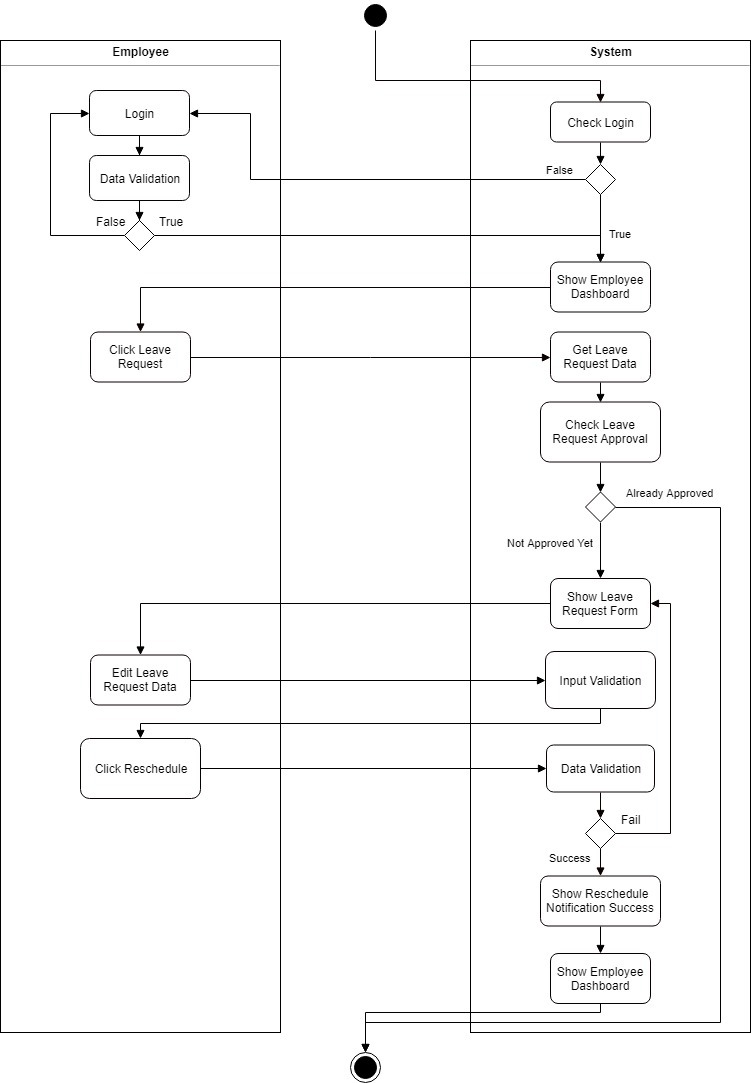 Employee
System
Login
Check Login
False
Data Validation
False
True
True
Show Employee
Dashboard
Click Leave
Request
Get Leave
Request Data
Check Leave
Request Approval
Already Approved
Not Approved Yet
Show Leave
Request Form
Edit Leave
Request Data
Input Validation
Click Reschedule
Data Validation
Fail
Success
Show Reschedule
Notification Success
Show Employee
Dashboard